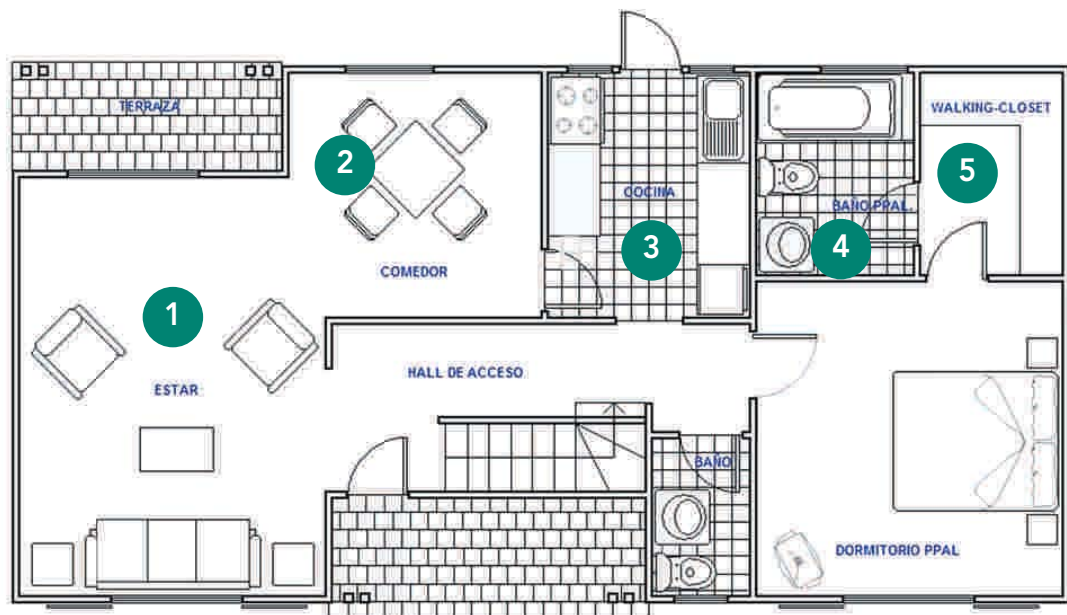 TERRAZA
2
COMEDOR
COCINA
3
WALKING-CLOSET
5
BAÑO PPAL.
4
1
ESTAR
HALL DE ACCESO
BAÑO
DORMITORIO PPAL